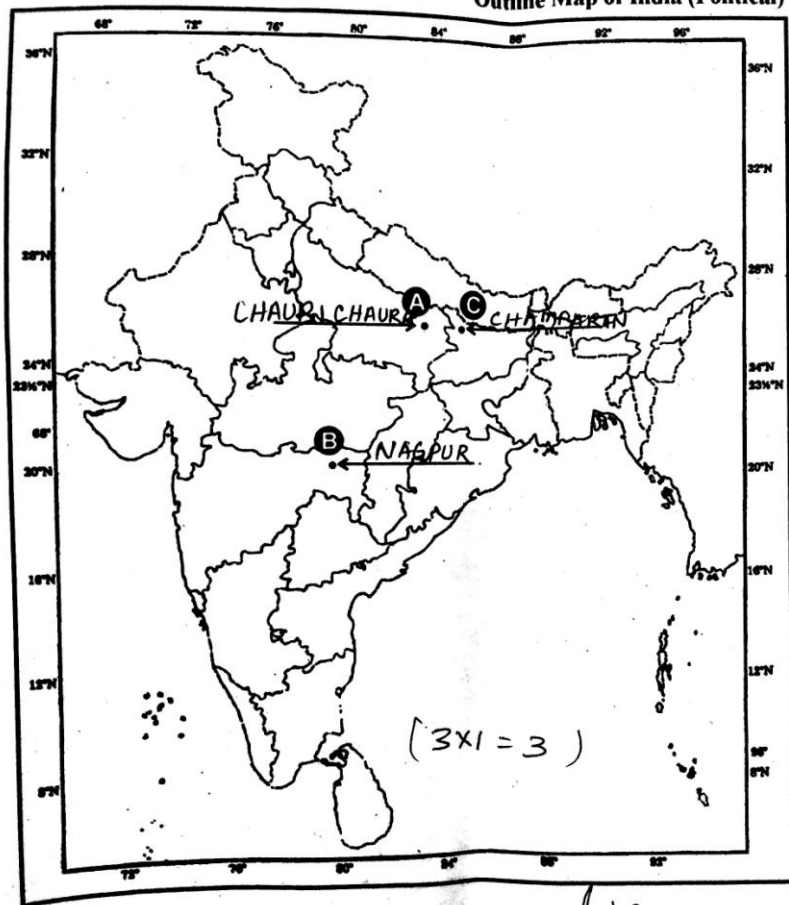 Outline Map of India (Political)
68° 72° 76° 80° 84° 88° 92° 96°
36°N 36°N
32°N 32°N
28°N 28°N
A C
CHAURI CHAURA CHAMPARAN
24°N 24°N
23½°N 23½°N
68°
B
NAGPUR
20°N 20°N
16°N 16°N
12°N 12°N
(3×1=3)
96°
8°N 8°N
72° 76° 80° 84° 88° 92°